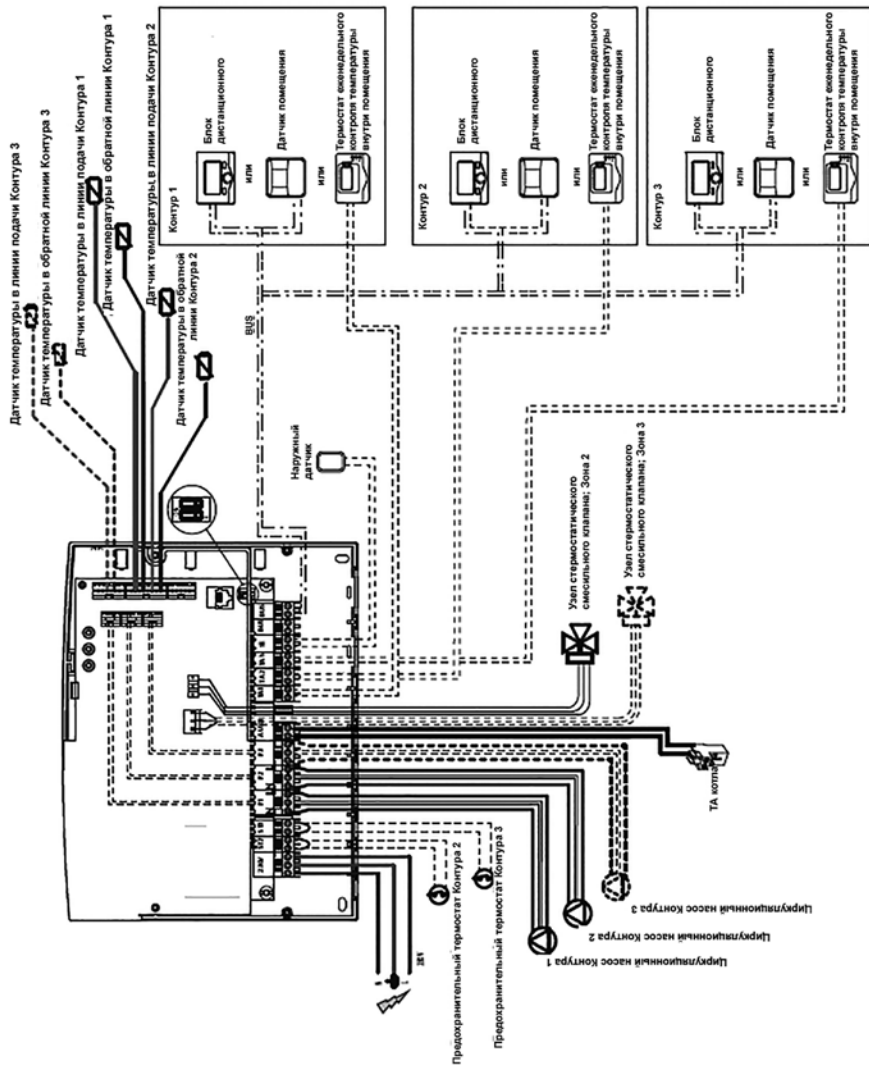 Датчик температуры в линии подачи Контура 3
Датчик температуры в обратной линии Контура 3
Датчик температуры в линии подачи Контура 1
Датчик температуры в обратной линии Контура 1
Датчик температуры, в линии подачи Контура 2
Датчик температуры в обратной
линии Контура 2
Контур 1
Блок
дистанционного
или
Датчик помещения
или
Термостат еженедельного
контроля температуры
внутри помещения
Контур 2
Блок
дистанционного
или
Датчик помещения
или
Термостат еженедельного
контроля температуры
внутри помещения
Контур 3
Блок
дистанционного
или
Датчик помещения
или
Термостат еженедельного
контроля температуры
внутри помещения
BUS
Наружный
датчик
Узел стермостатического
смесильного клапана; Зона 2
Узел стермостатического
смесильного клапана; Зона 3
230V
P1
P2
P3
ТА котла
Предохранительный термостат Контура 2
Предохранительный термостат Контура 3
Циркуляционный насос Контура 1
Циркуляционный насос Контура 2
Циркуляционный насос Контура 3